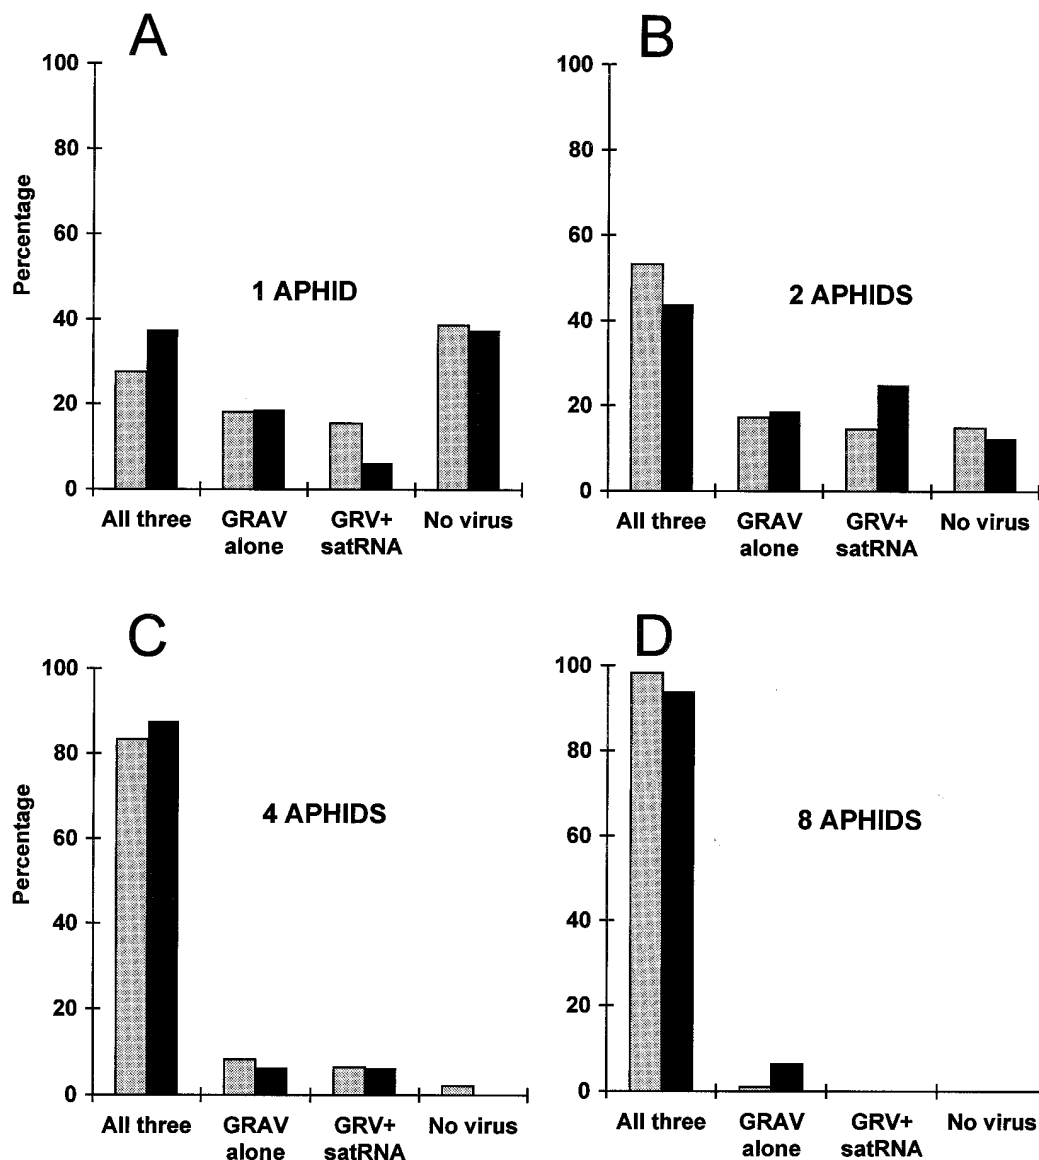 A
100
80
60
40
20
0
Percentage
1 APHID
All three
GRAV
alone
GRV+
satRNA
No virus
B
100
80
60
40
20
0
2 APHIDS
All three
GRAV
alone
GRV+
satRNA
No virus
C
100
80
60
40
20
0
Percentage
4 APHIDS
All three
GRAV
alone
GRV+
satRNA
No virus
D
100
80
60
40
20
0
8 APHIDS
All three
GRAV
alone
GRV+
satRNA
No virus